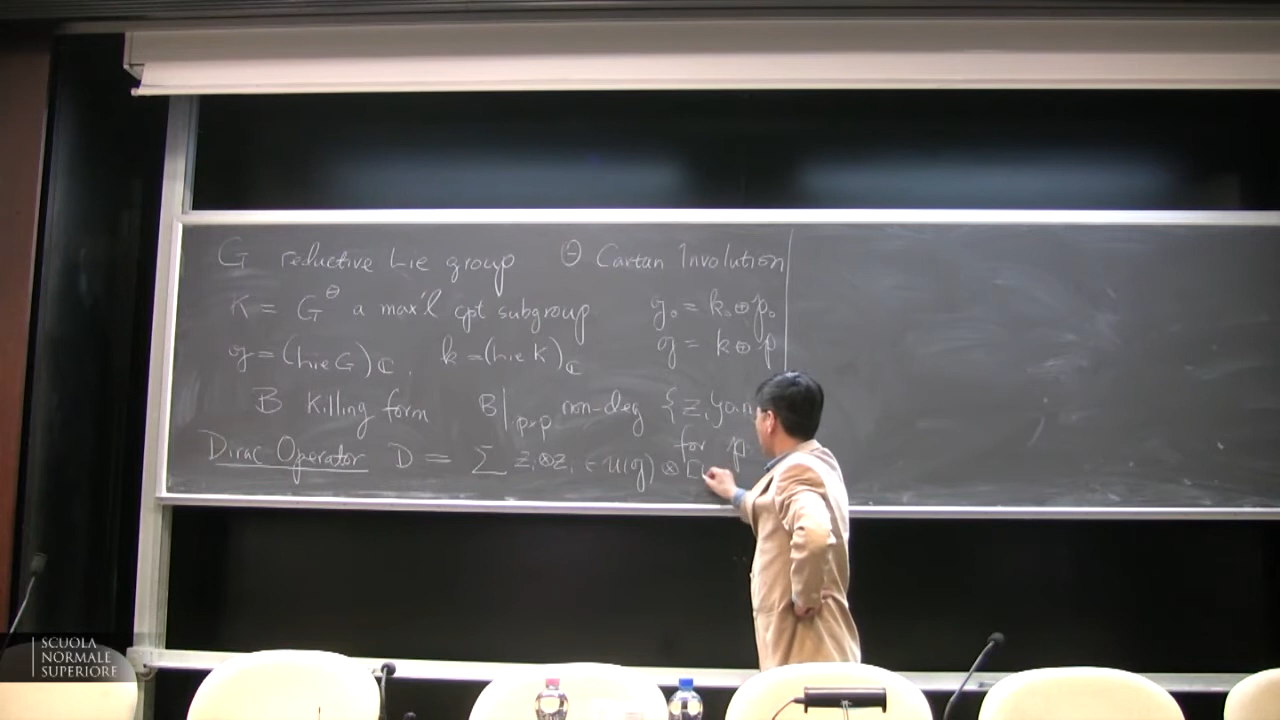 G reductive Lie group Θ Cartan Involution
K = G^Θ a max'l cpt subgroup g₀ = k₀ ⊕ p₀
g = (Lie G)_ℂ, k = (Lie K)_ℂ g = k ⊕ p
B Killing form B|_{p×p} non-deg {Z_i}
for p
Dirac Operator D = Σ Z_i ⊗ Z_i ∈ U(g) ⊗
SCUOLA
NORMALE
SUPERIORE